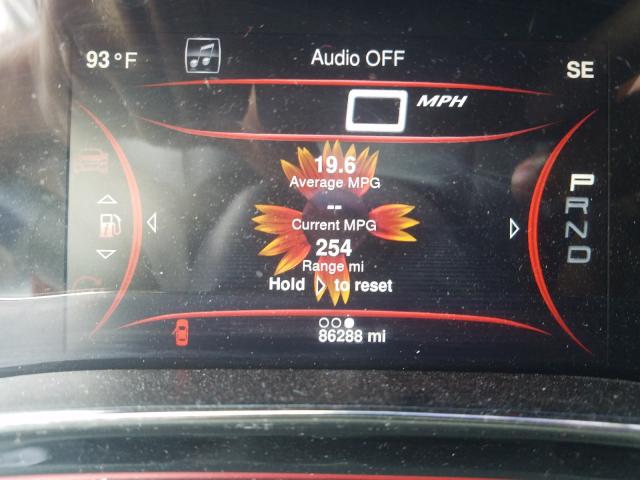 93 °F
Audio OFF
SE
0 MPH
19.6
Average MPG
--
Current MPG
254
Range mi
Hold to reset
P
R
N
D
86288 mi